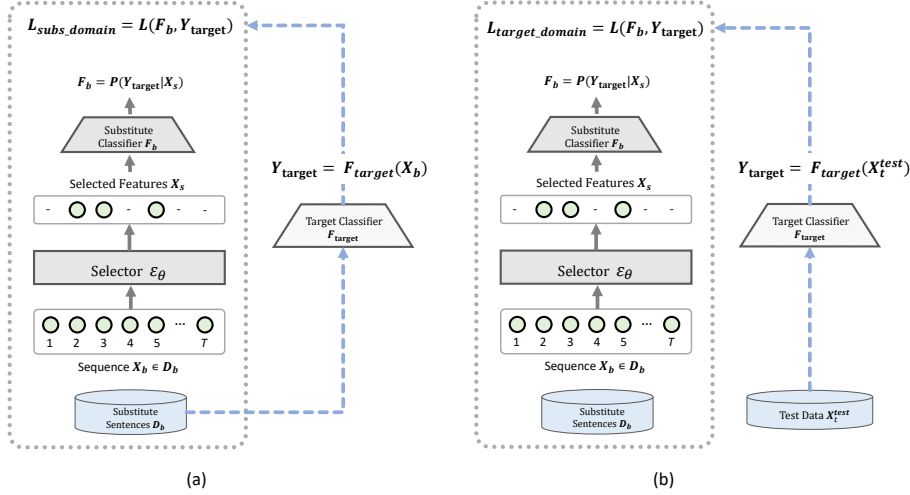 L_subs_domain = L(F_b, Y_target)
F_b = P(Y_target|X_s)
Substitute
Classifier F_b
Selected Features X_s
- - - -
Selector ℰ_θ
1 2 3 4 5 ... T
Sequence X_b ∈ D_b
Substitute
Sentences D_b
Y_target = F_target(X_b)
Target Classifier
F_target
(a)
L_target_domain = L(F_b, Y_target)
F_b = P(Y_target|X_s)
Substitute
Classifier F_b
Selected Features X_s
- - - -
Selector ℰ_θ
1 2 3 4 5 ... T
Sequence X_b ∈ D_b
Substitute
Sentences D_b
Y_target = F_target(X_t^test)
Target Classifier
F_target
Test Data X_t^test
(b)